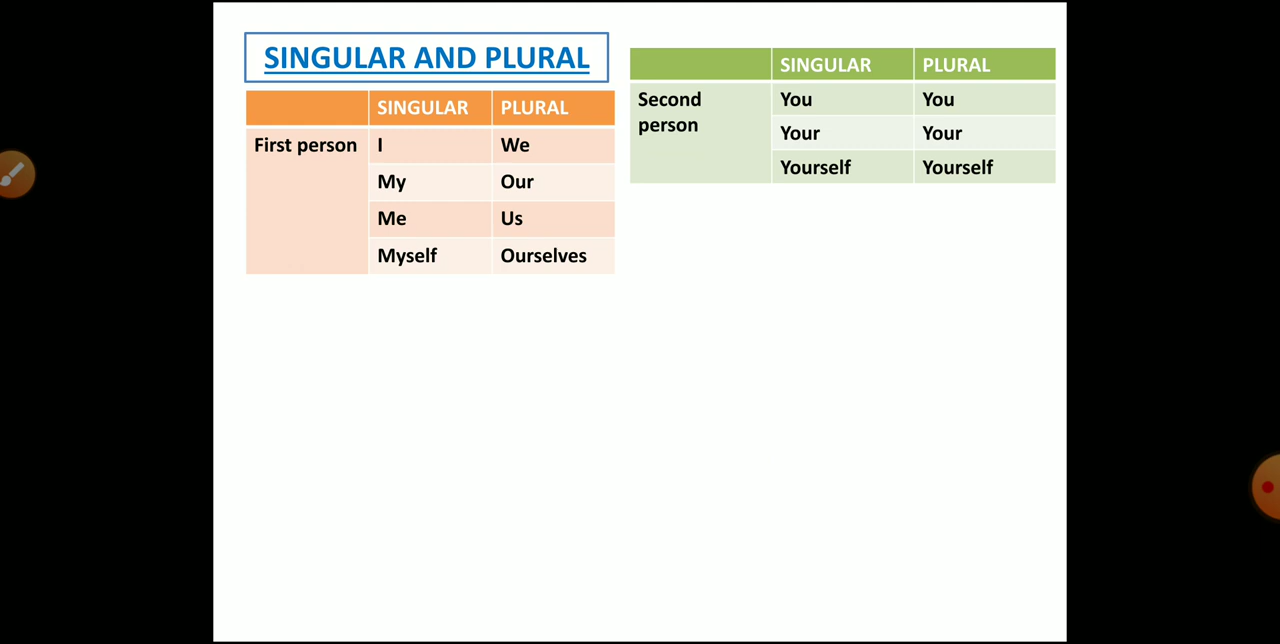 SINGULAR AND PLURAL
SINGULAR PLURAL
First person I We
My Our
Me Us
Myself Ourselves
SINGULAR PLURAL
Second person You You
Your Your
Yourself Yourself